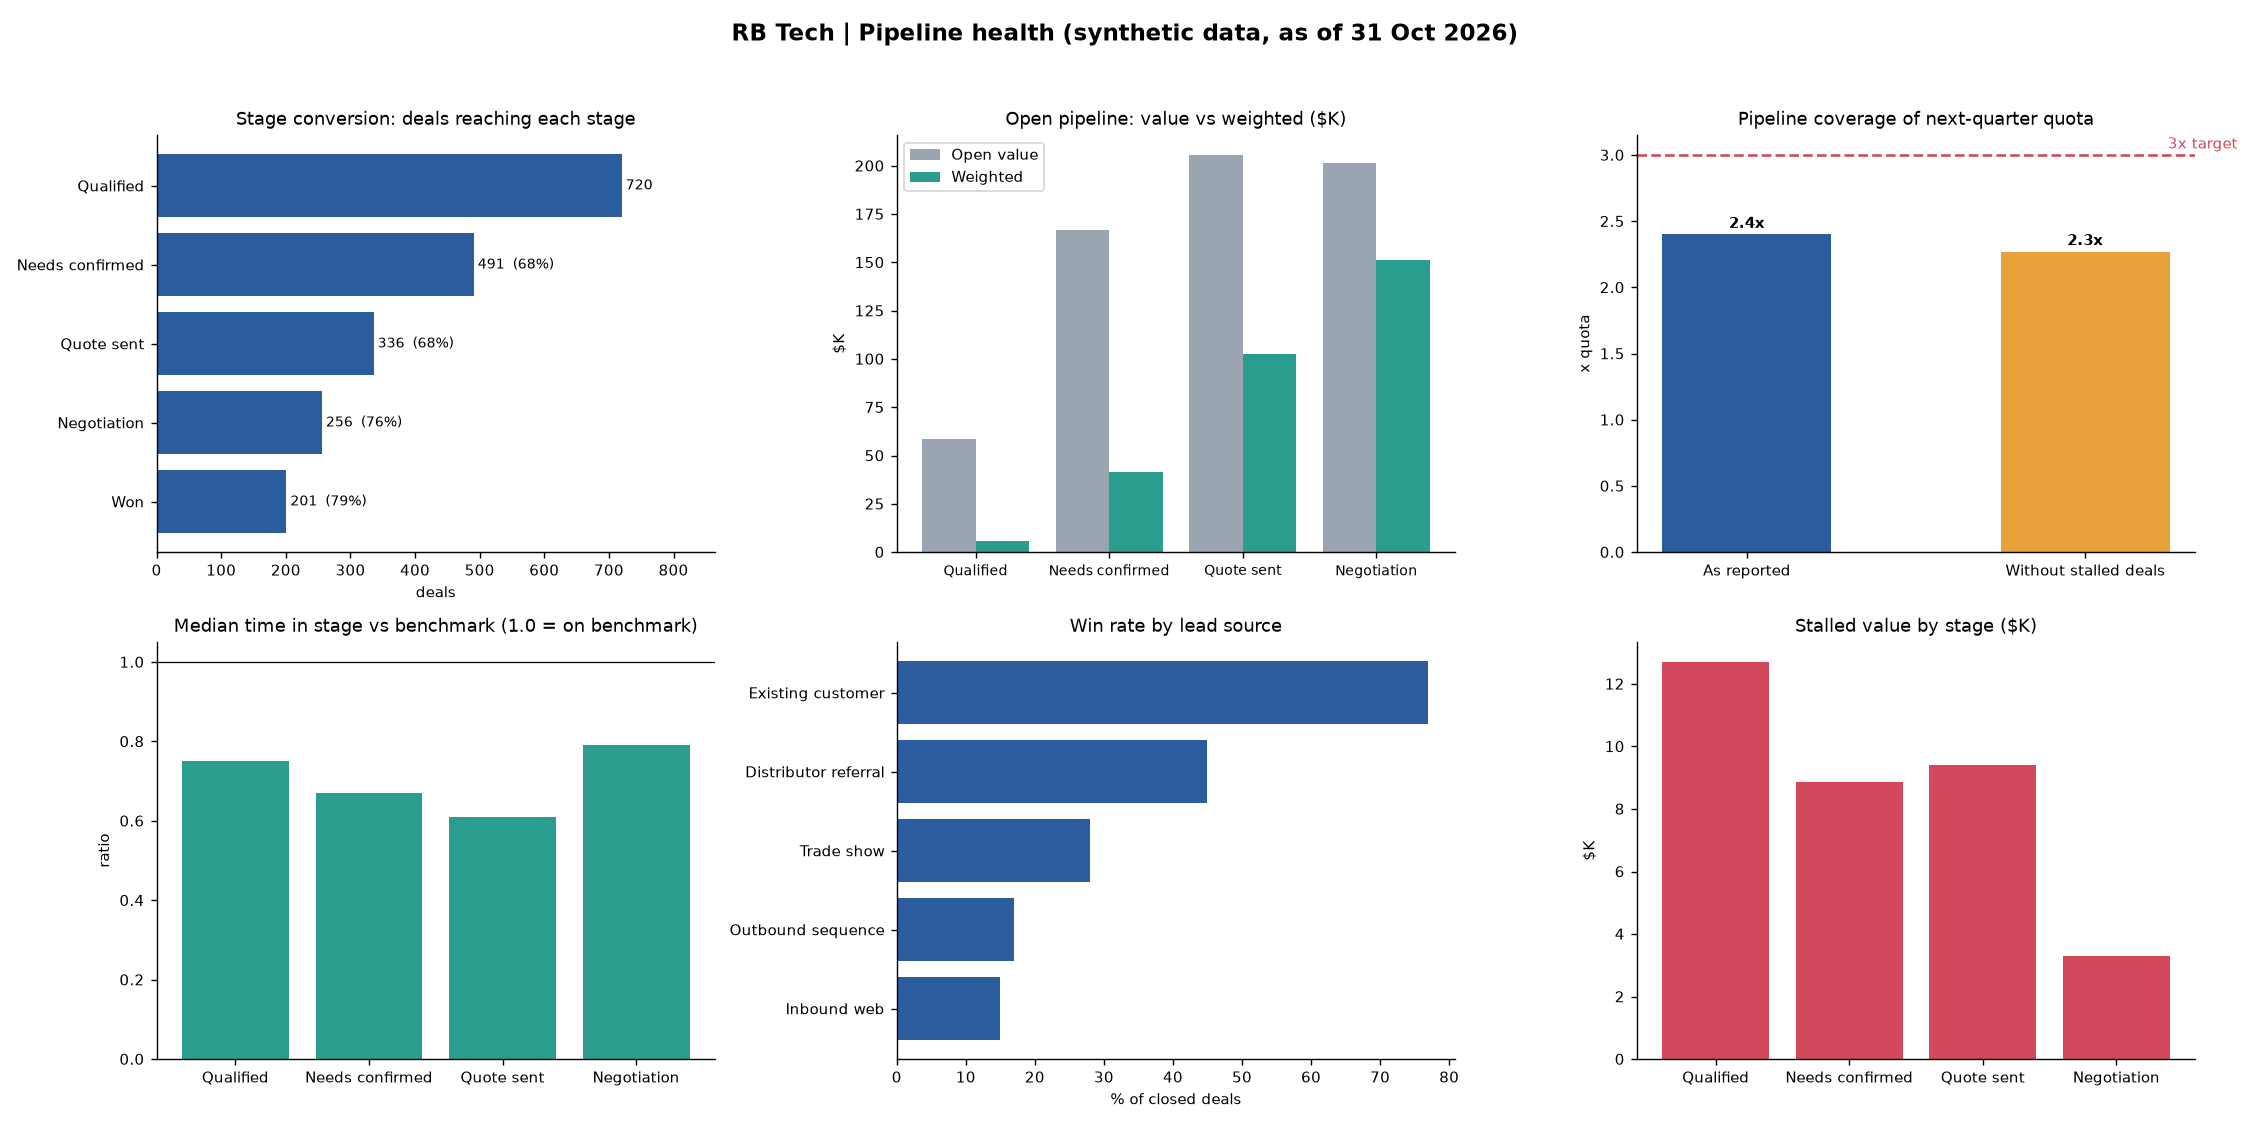 RB Tech | Pipeline health (synthetic data, as of 31 Oct 2026)
Stage conversion: deals reaching each stage
Qualified
720
Needs confirmed
491 (68%)
Quote sent
336 (68%)
Negotiation
256 (76%)
Won
201 (79%)
0 100 200 300 400 500 600 700 800
deals
Open pipeline: value vs weighted ($K)
Open value
Weighted
$K
200
175
150
125
100
75
50
25
0
Qualified Needs confirmed Quote sent Negotiation
Pipeline coverage of next-quarter quota
3x target
x quota
3.0
2.5
2.0
1.5
1.0
0.5
0.0
2.4x
2.3x
As reported Without stalled deals
Median time in stage vs benchmark (1.0 = on benchmark)
ratio
1.0
0.8
0.6
0.4
0.2
0.0
Qualified Needs confirmed Quote sent Negotiation
Win rate by lead source
Existing customer
Distributor referral
Trade show
Outbound sequence
Inbound web
0 10 20 30 40 50 60 70 80
% of closed deals
Stalled value by stage ($K)
$K
12
10
8
6
4
2
0
Qualified Needs confirmed Quote sent Negotiation